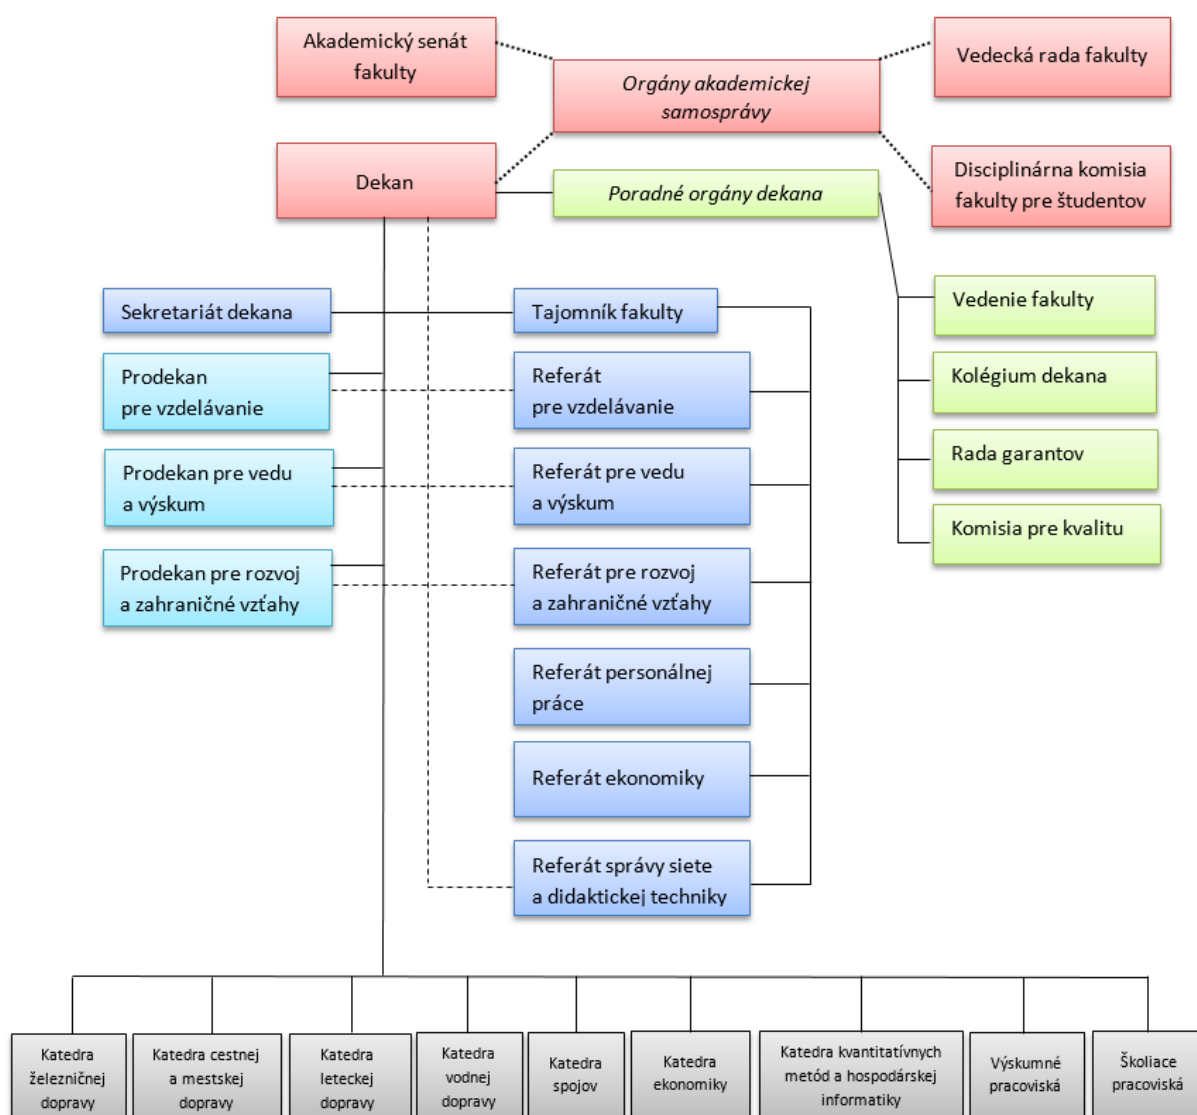 Akademický senát
fakulty
Orgány akademickej
samosprávy
Vedecká rada fakulty
Dekan
Poradné orgány dekana
Disciplinárna komisia
fakulty pre študentov
Sekretariát dekana
Tajomník fakulty
Vedenie fakulty
Prodekan
pre vzdelávanie
Referát
pre vzdelávanie
Kolégium dekana
Prodekan pre vedu
a výskum
Referát pre vedu
a výskum
Rada garantov
Komisia pre kvalitu
Prodekan pre rozvoj
a zahraničné vzťahy
Referát pre rozvoj
a zahraničné vzťahy
Referát personálnej
práce
Referát ekonomiky
Referát správy siete
a didaktickej techniky
Katedra
železničnej
dopravy
Katedra cestnej
a mestskej
dopravy
Katedra
leteckej
dopravy
Katedra
vodnej
dopravy
Katedra
spojov
Katedra
ekonomiky
Katedra kvantitatívnych
metód a hospodárskej
informatiky
Výskumné
pracoviská
Školiace
pracoviská